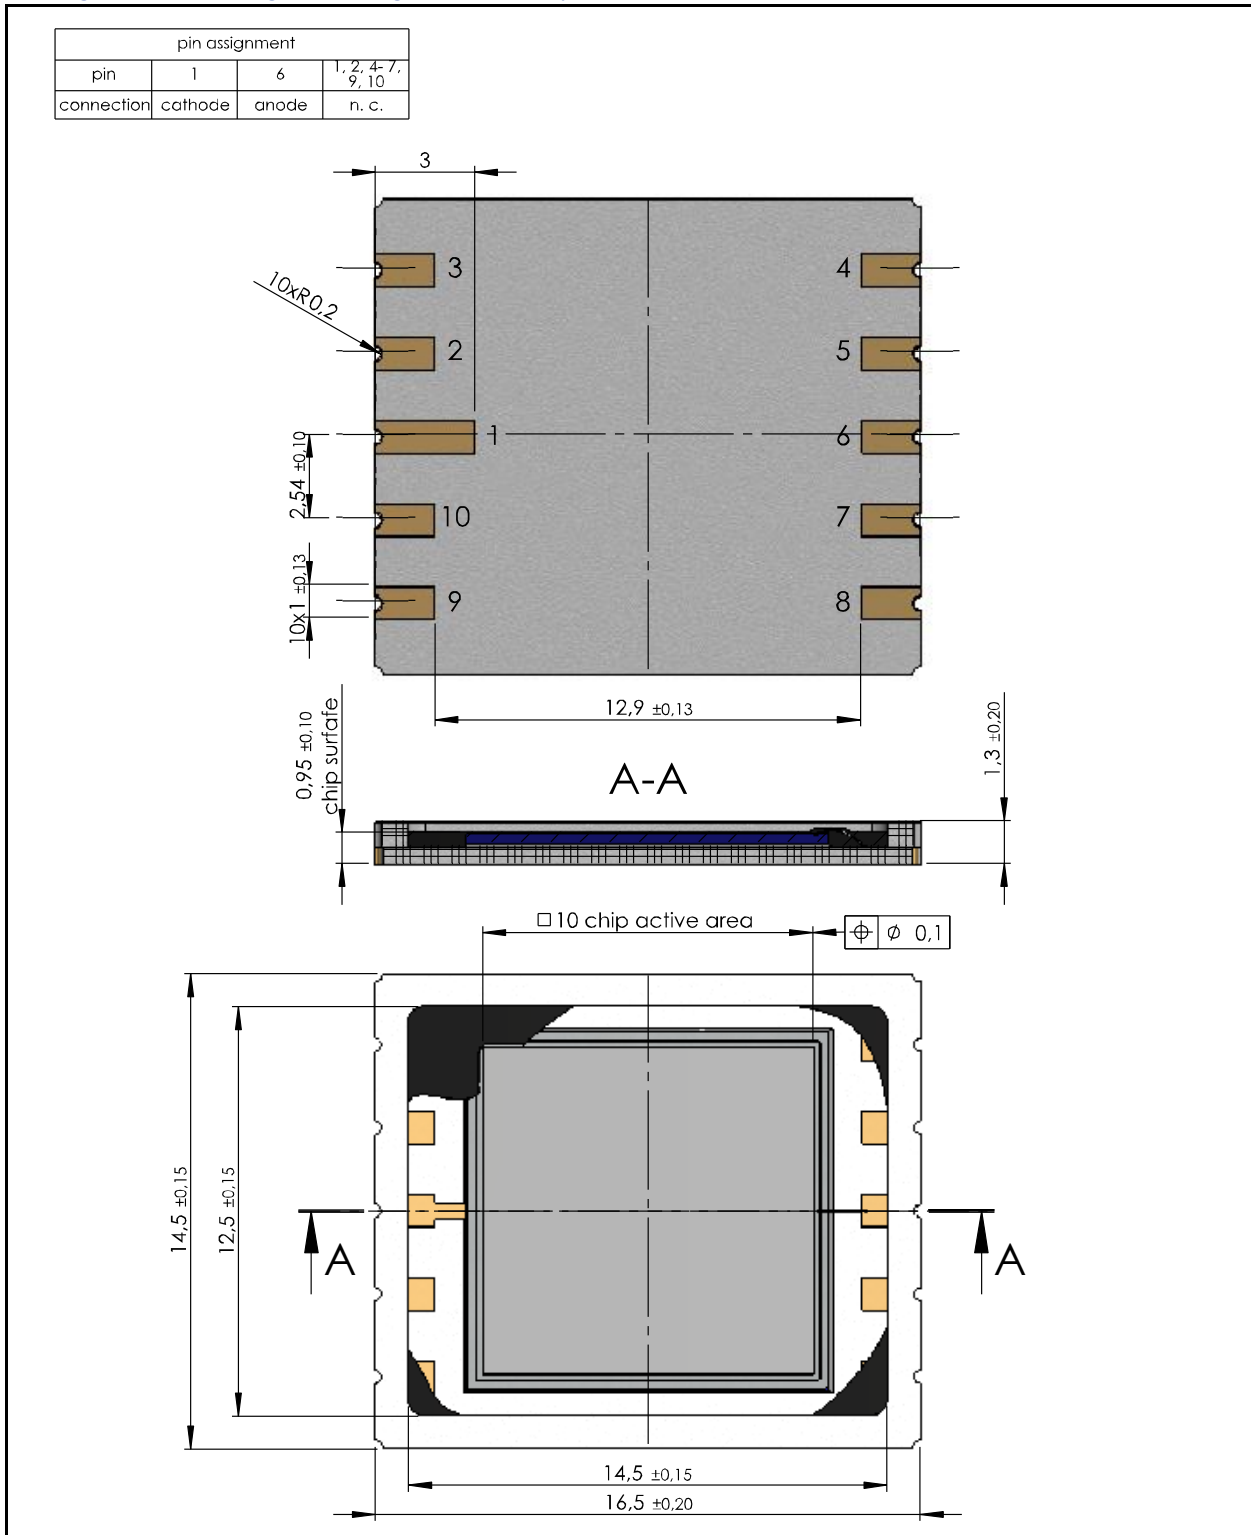 pin assignment
pin 1 6 1, 2, 4-7, 9, 10
connection cathode anode n. c.
3
3 4
10xR0,2
2 5
1 6
2,54 ±0,10
10 7
10x1 ±0,13
9 8
12,9 ±0,13
0,95 ±0,10
chip surfafe
A-A
1,3 ±0,20
□10 chip active area
⌖ ⌀ 0,1
14,5 ±0,15
12,5 ±0,15
A A
14,5 ±0,15
16,5 ±0,20